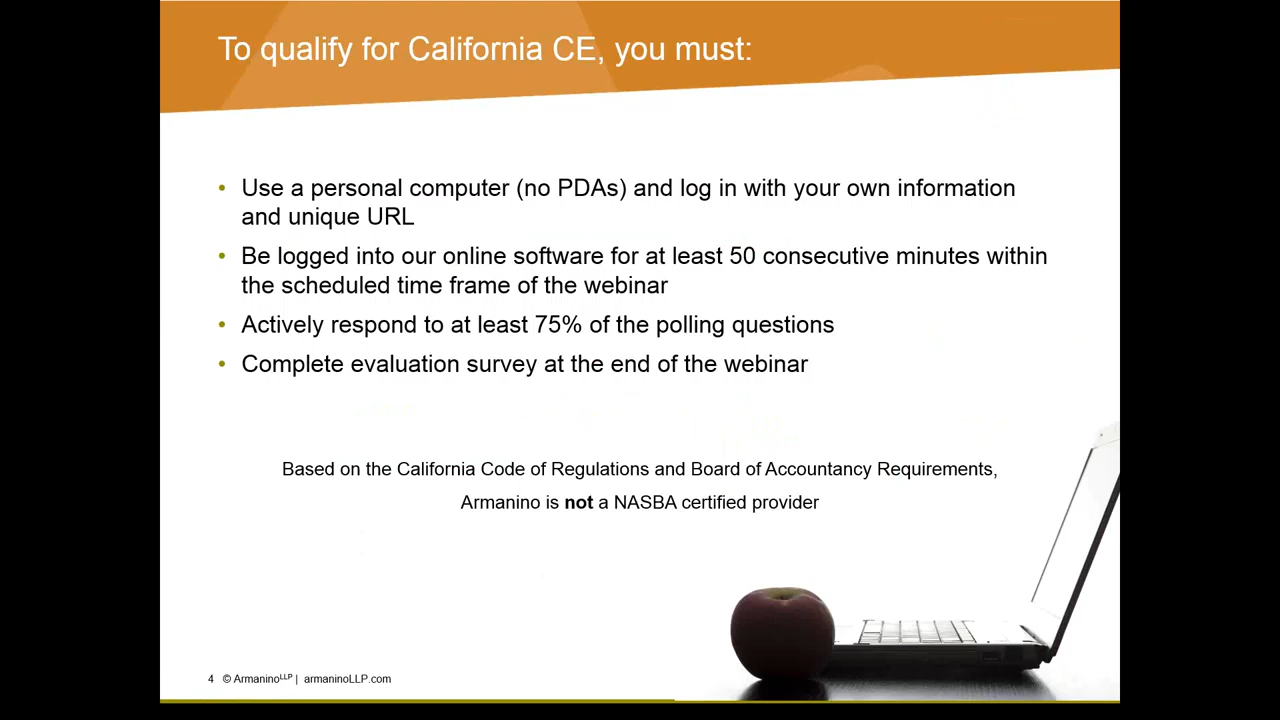 To qualify for California CE, you must:
• Use a personal computer (no PDAs) and log in with your own information
and unique URL
• Be logged into our online software for at least 50 consecutive minutes within
the scheduled time frame of the webinar
• Actively respond to at least 75% of the polling questions
• Complete evaluation survey at the end of the webinar
Based on the California Code of Regulations and Board of Accountancy Requirements,
Armanino is not a NASBA certified provider
4 © ArmaninoLLP | armaninoLLP.com